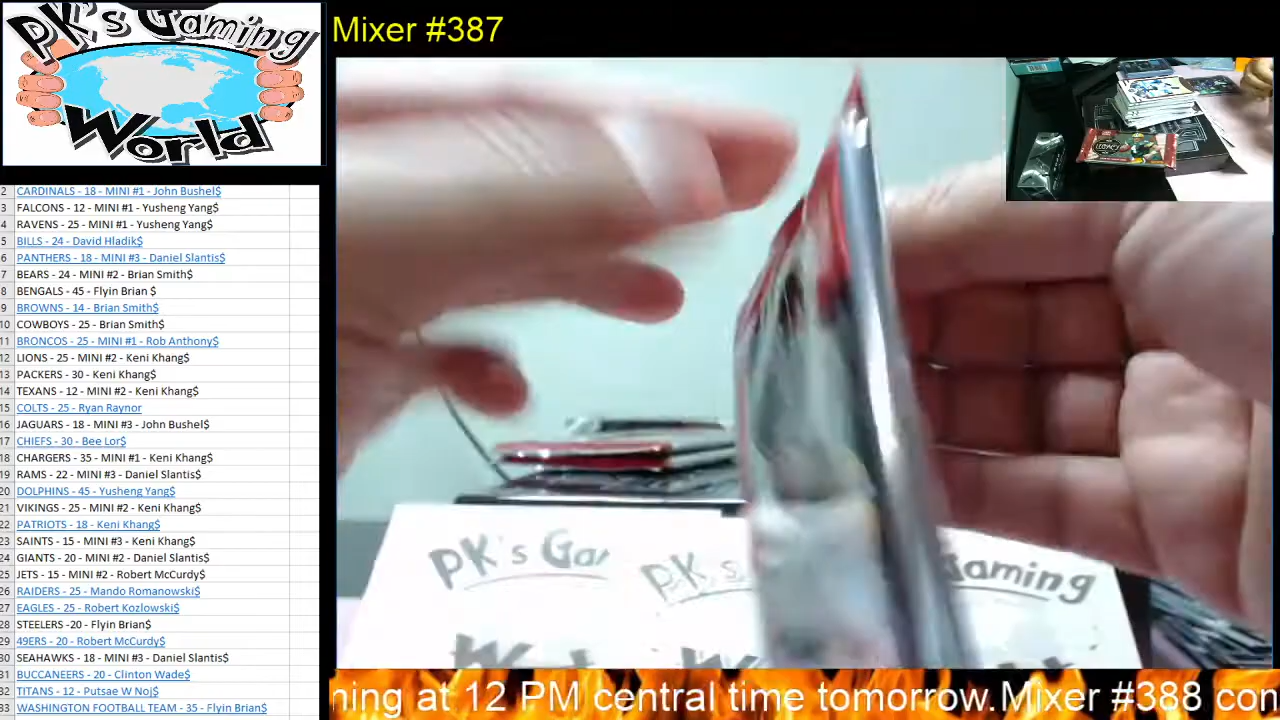 PK's Gaming
World
Mixer #387
2 CARDINALS - 18 - MINI #1 - John Bushel$
3 FALCONS - 12 - MINI #1 - Yusheng Yang$
4 RAVENS - 25 - MINI #1 - Yusheng Yang$
5 BILLS - 24 - David Hladik$
6 PANTHERS - 18 - MINI #3 - Daniel Slantis$
7 BEARS - 24 - MINI #2 - Brian Smith$
8 BENGALS - 45 - Flyin Brian $
9 BROWNS - 14 - Brian Smith$
10 COWBOYS - 25 - Brian Smith$
11 BRONCOS - 25 - MINI #1 - Rob Anthony$
12 LIONS - 25 - MINI #2 - Keni Khang$
13 PACKERS - 30 - Keni Khang$
14 TEXANS - 12 - MINI #2 - Keni Khang$
15 COLTS - 25 - Ryan Raynor
16 JAGUARS - 18 - MINI #3 - John Bushel$
17 CHIEFS - 30 - Bee Lor$
18 CHARGERS - 35 - MINI #1 - Keni Khang$
19 RAMS - 22 - MINI #3 - Daniel Slantis$
20 DOLPHINS - 45 - Yusheng Yang$
21 VIKINGS - 25 - MINI #2 - Keni Khang$
22 PATRIOTS - 18 - Keni Khang$
23 SAINTS - 15 - MINI #3 - Keni Khang$
24 GIANTS - 20 - MINI #2 - Daniel Slantis$
25 JETS - 15 - MINI #2 - Robert McCurdy$
26 RAIDERS - 25 - Mando Romanowski$
27 EAGLES - 25 - Robert Kozlowski$
28 STEELERS -20 - Flyin Brian$
29 49ERS - 20 - Robert McCurdy$
30 SEAHAWKS - 18 - MINI #3 - Daniel Slantis$
31 BUCCANEERS - 20 - Clinton Wade$
32 TITANS - 12 - Putsae W Noj$
33 WASHINGTON FOOTBALL TEAM - 35 - Flyin Brian$
LEGACY
PK's Gar
PK's
Gaming
ning at 12 PM central time tomorrow.Mixer #388 con